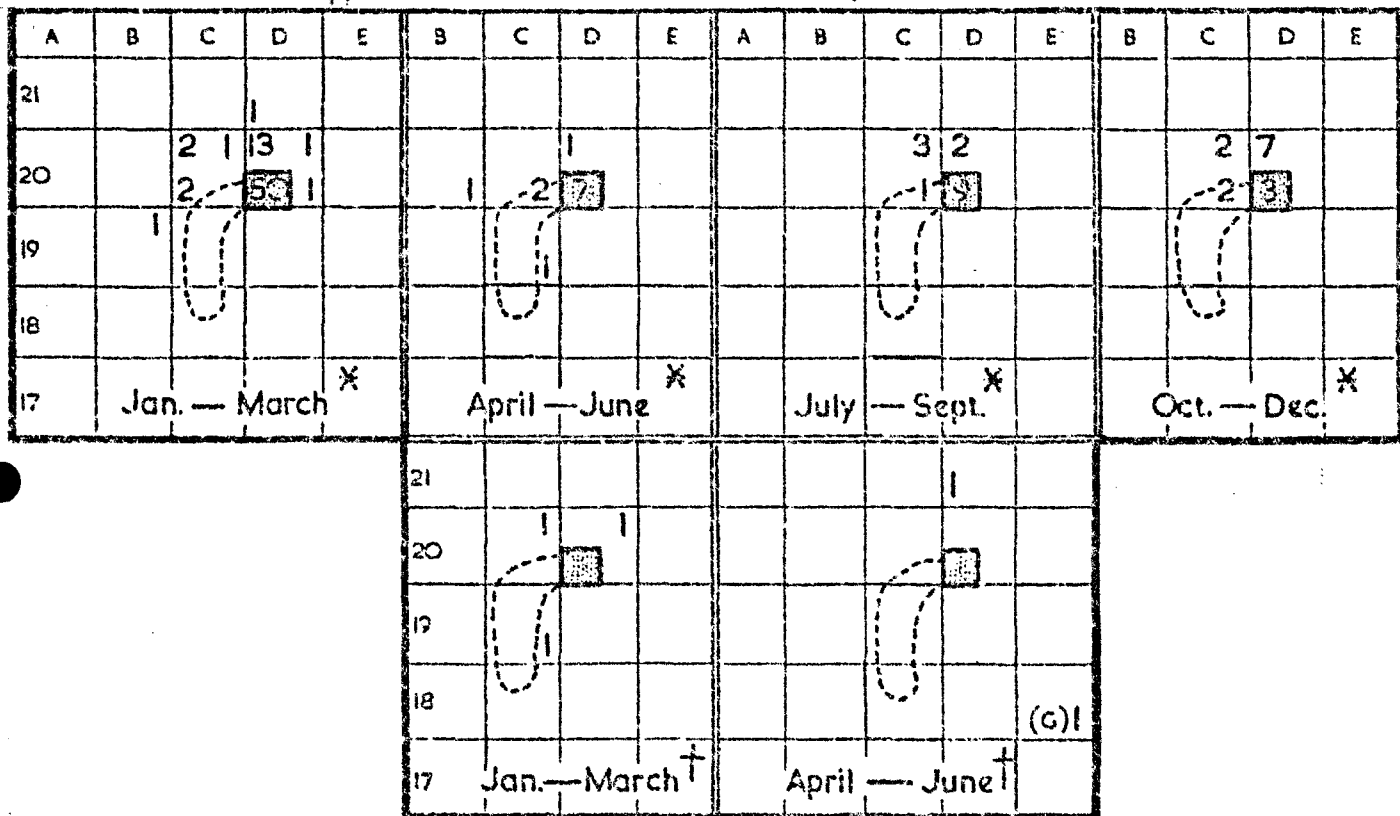 A B C D E B C D E A B C D E B C D E
21
1
2 1 13 1 1 3 2 2 7
20
2 50 1 1 2 7 1 9 2 3
1
19
1
18
* * * *
17 Jan. — March April — June July — Sept. Oct. — Dec.
21 1
1 1
20
19 1
18 (G)1
17 Jan. — March† April — June†